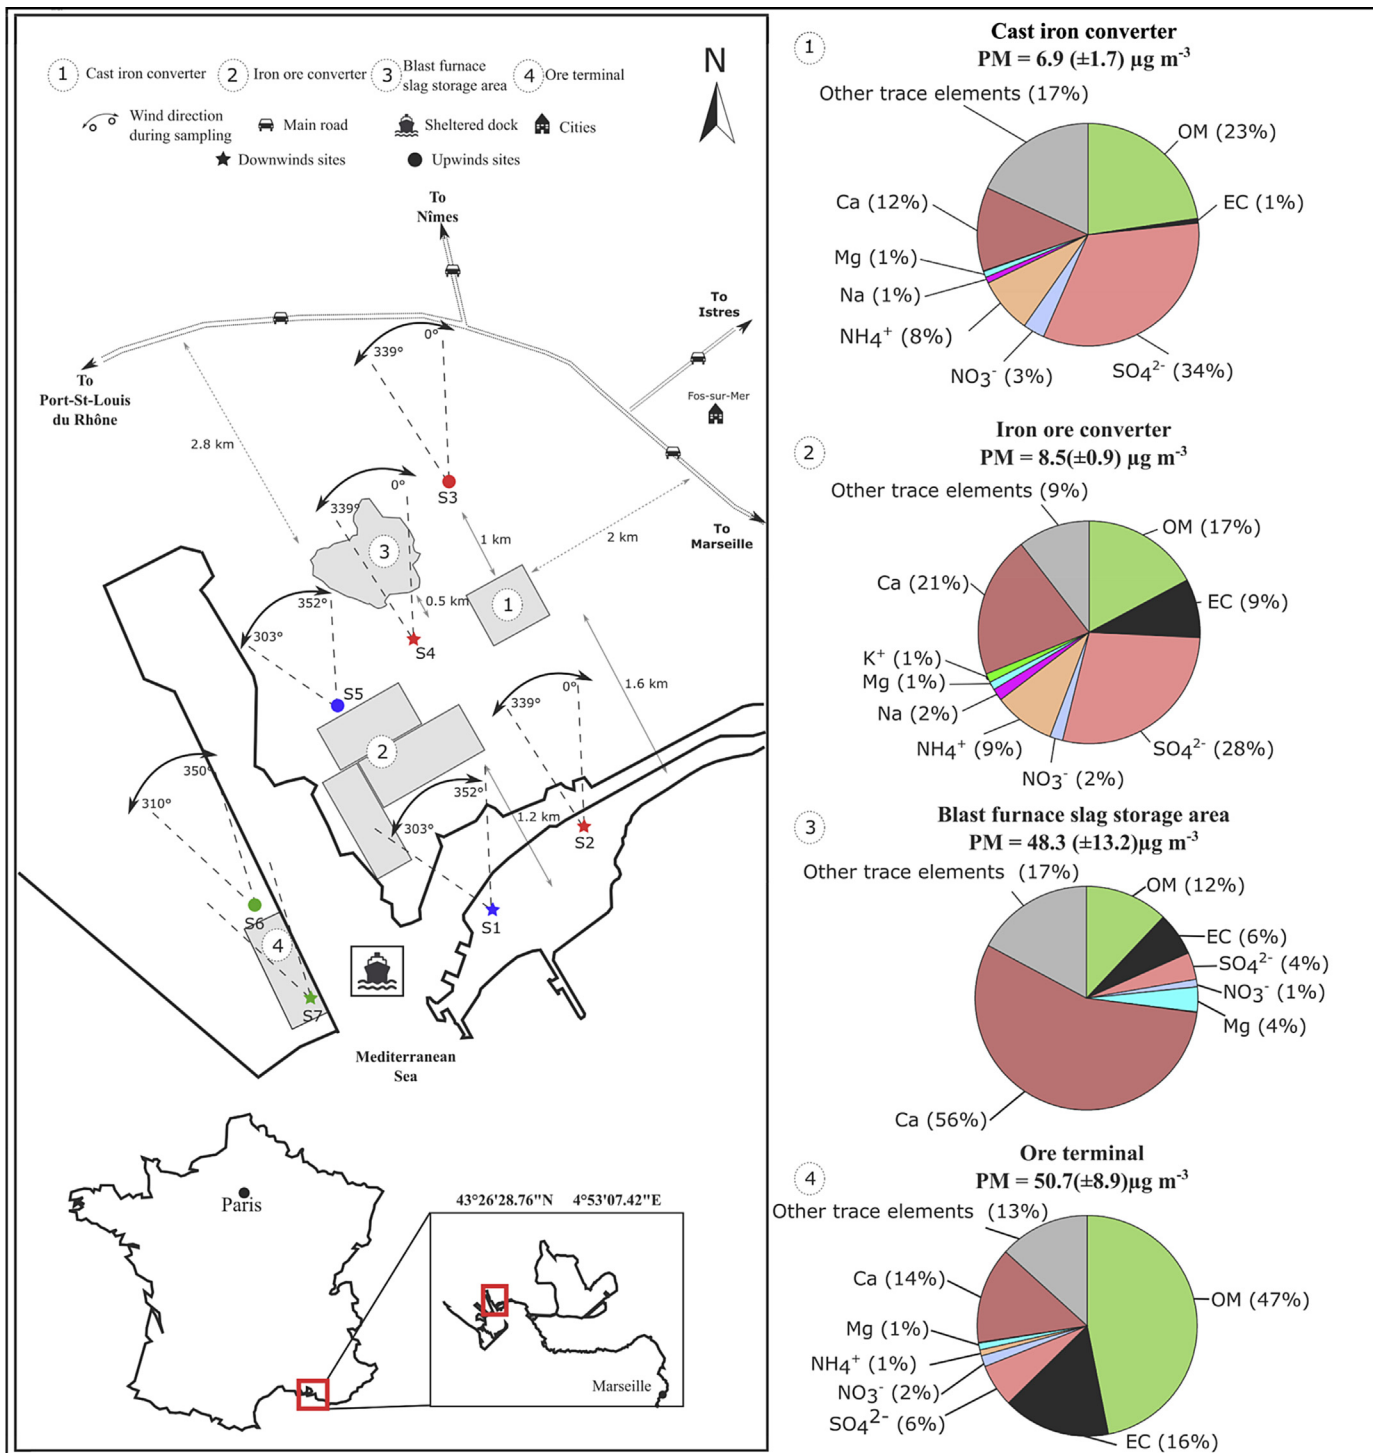 1 Cast iron converter
2 Iron ore converter
3 Blast furnace
slag storage area
4 Ore terminal
Wind direction
during sampling
Main road
Sheltered dock
Cities
Downwinds sites
Upwinds sites
N
To
Nîmes
To
Istres
0°
339°
To
Port-St-Louis
du Rhône
Fos-sur-Mer
2.8 km
0°
339°
S3
To
Marseille
3
1 km
2 km
352°
0.5 km
1
303°
S4
1.6 km
S5
0°
339°
2
350°
352°
310°
303°
1.2 km
S2
S6
S1
4
S7
Mediterranean
Sea
Paris
43°26'28.76"N 4°53'07.42"E
Marseille
1
Cast iron converter
PM = 6.9 (±1.7) µg m-3
Other trace elements (17%)
OM (23%)
Ca (12%)
EC (1%)
Mg (1%)
Na (1%)
NH4+ (8%)
NO3- (3%)
SO42- (34%)
2
Iron ore converter
PM = 8.5(±0.9) µg m-3
Other trace elements (9%)
OM (17%)
Ca (21%)
EC (9%)
K+ (1%)
Mg (1%)
Na (2%)
NH4+ (9%)
NO3- (2%)
SO42- (28%)
3
Blast furnace slag storage area
PM = 48.3 (±13.2)µg m-3
Other trace elements (17%)
OM (12%)
EC (6%)
SO42- (4%)
NO3- (1%)
Mg (4%)
Ca (56%)
4
Ore terminal
PM = 50.7(±8.9)µg m-3
Other trace elements (13%)
Ca (14%)
OM (47%)
Mg (1%)
NH4+ (1%)
NO3- (2%)
SO42- (6%)
EC (16%)